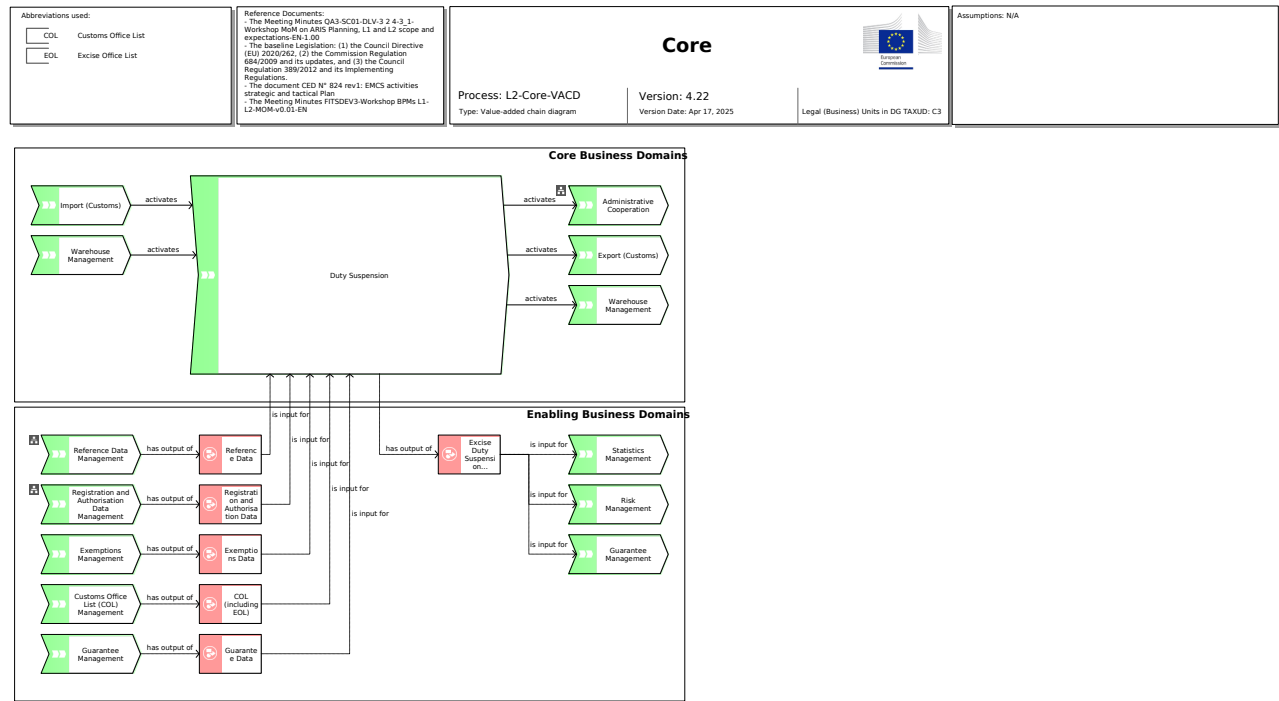 Abbreviations used:
COL Customs Office List
EOL Excise Office List
Reference Documents:
- The Meeting Minutes QA3-SC01-DLV-3 2 4-3_1-
Workshop MoM on ARIS Planning, L1 and L2 scope and
expectations-EN-1.00
- The baseline Legislation: (1) the Council Directive
(EU) 2020/262, (2) the Commission Regulation
684/2009 and its updates, and (3) the Council
Regulation 389/2012 and its Implementing
Regulations.
- The document CED N° 824 rev1: EMCS activities
strategic and tactical Plan
- The Meeting Minutes FITSDEV3-Workshop BPMs L1-
L2-MOM-v0.01-EN
Core
European
Commission
Process: L2-Core-VACD
Version: 4.22
Type: Value-added chain diagram
Version Date: Apr 17, 2025
Legal (Business) Units in DG TAXUD: C3
Assumptions: N/A
Core Business Domains
Import (Customs)
activates
Warehouse
Management
activates
Duty Suspension
activates
Administrative
Cooperation
activates
Export (Customs)
activates
Warehouse
Management
Enabling Business Domains
is input for
is input for
is input for
is input for
is input for
Reference Data
Management
has output of
Referenc
e Data
Registration and
Authorisation
Data
Management
has output of
Registrati
on and
Authorisa
tion Data
Exemptions
Management
has output of
Exemptio
ns Data
Customs Office
List (COL)
Management
has output of
COL
(including
EOL)
Guarantee
Management
has output of
Guarante
e Data
has output of
Excise
Duty
Suspensi
on...
is input for
Statistics
Management
is input for
Risk
Management
is input for
Guarantee
Management